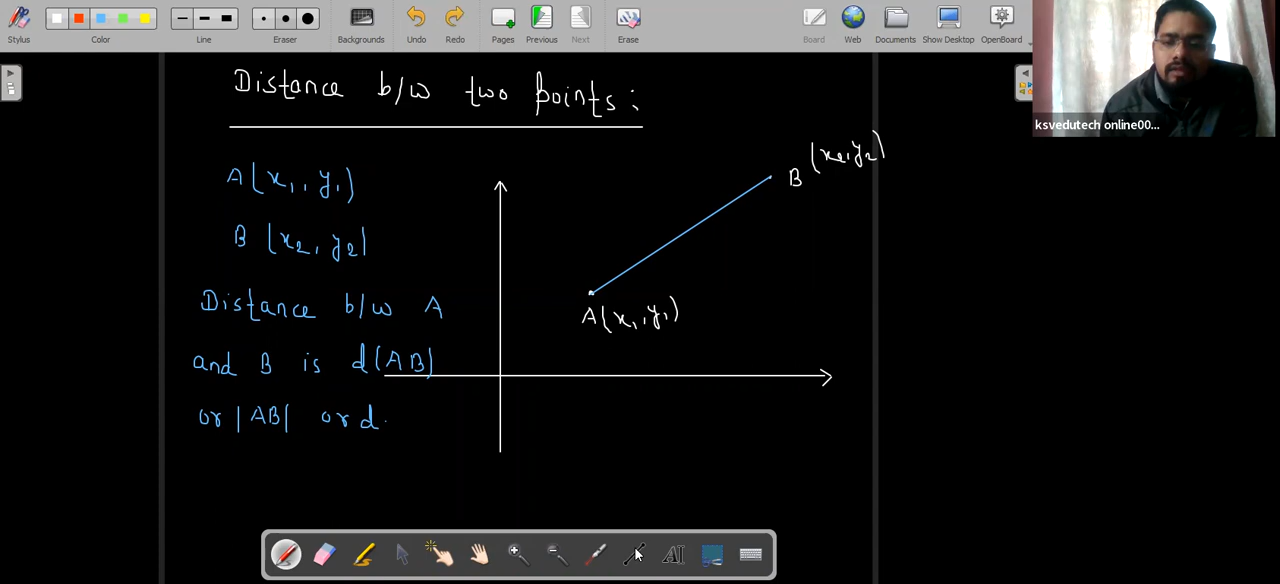 Stylus
Color
Line
Eraser
Backgrounds
Undo
Redo
Pages
Previous
Next
Erase
Board
Web
Documents
Show Desktop
OpenBoard
ksvedutech online00...
Distance b/w two points:
A(x₁, y₁)
B(x₂, y₂)
Distance b/w A
and B is d(AB)
or |AB| or d.
B (x₂, y₂)
A(x₁, y₁)
AI